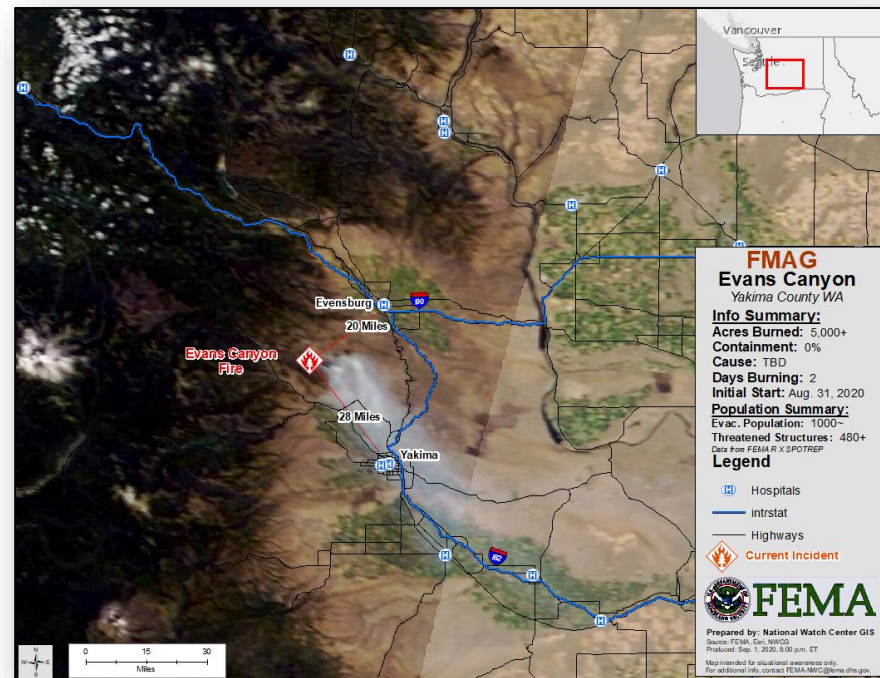 Vancouver
Seattle
Evensburg
90
20 Miles
Evans Canyon
Fire
28 Miles
Yakima
82
FMAG
Evans Canyon
Yakima County WA
Info Summary:
Acres Burned: 5,000+
Containment: 0%
Cause: TBD
Days Burning: 2
Initial Start: Aug. 31, 2020
Population Summary:
Evac. Population: 1000~
Threatened Structures: 480+
Data from FEMA R X SPOTREP
Legend
H Hospitals
intrstat
Highways
Current Incident
FEMA
Prepared by: National Watch Center GIS
Source: FEMA, Esri, NWCG
Produced: Sep. 1, 2020, 8:00 p.m. ET
Map intended for situational awareness only.
For additional info, contact FEMA-NWC@fema.dhs.gov.
N
W E
S
0 15 30
Miles